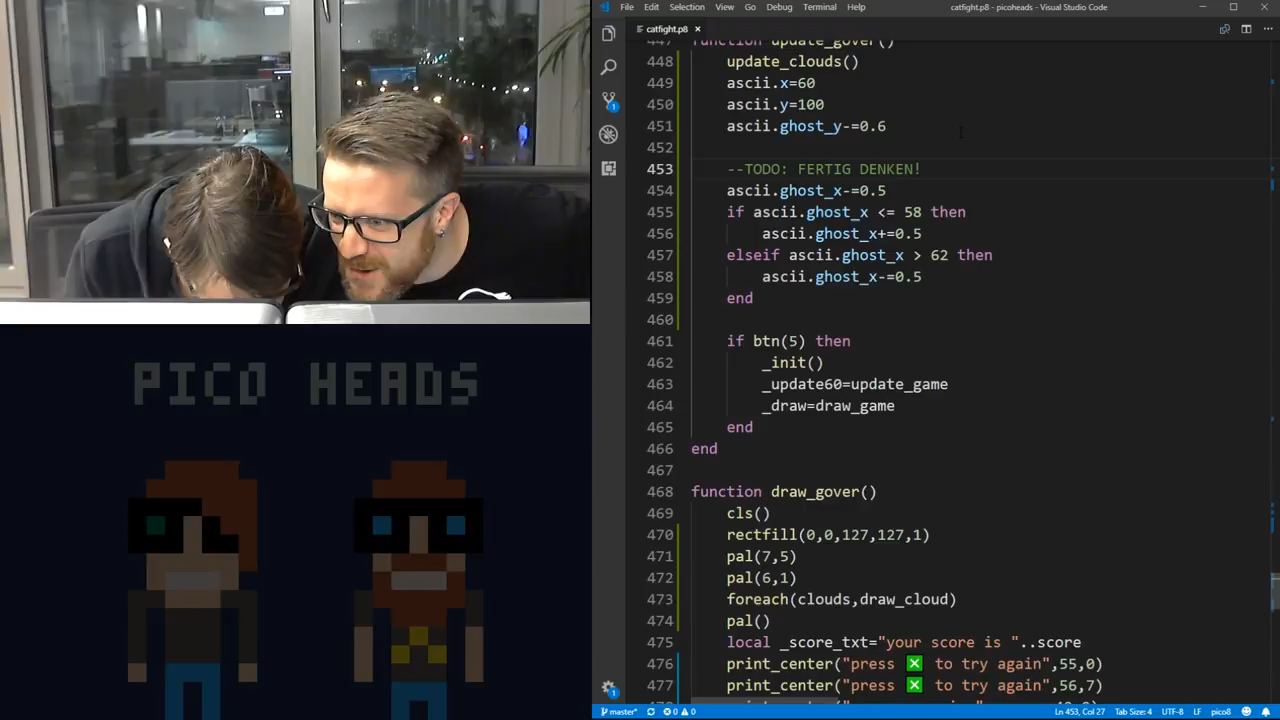 File Edit Selection View Go Debug Terminal Help
catfight.p8 - picoheads - Visual Studio Code
catfight.p8
447 function update_gover()
448 update_clouds()
449 ascii.x=60
450 ascii.y=100
451 ascii.ghost_y-=0.6
452
453 --TODO: FERTIG DENKEN!
454 ascii.ghost_x-=0.5
455 if ascii.ghost_x <= 58 then
456 ascii.ghost_x+=0.5
457 elseif ascii.ghost_x > 62 then
458 ascii.ghost_x-=0.5
459 end
460
461 if btn(5) then
462 _init()
463 _update60=update_game
464 _draw=draw_game
465 end
466 end
467
468 function draw_gover()
469 cls()
470 rectfill(0,0,127,127,1)
471 pal(7,5)
472 pal(6,1)
473 foreach(clouds,draw_cloud)
474 pal()
475 local _score_txt="your score is "..score
476 print_center("press ❎ to try again",55,0)
477 print_center("press ❎ to try again",56,7)
PICO HEADS
master* 0 0 Ln 453, Col 27 Tab Size: 4 UTF-8 LF pico8